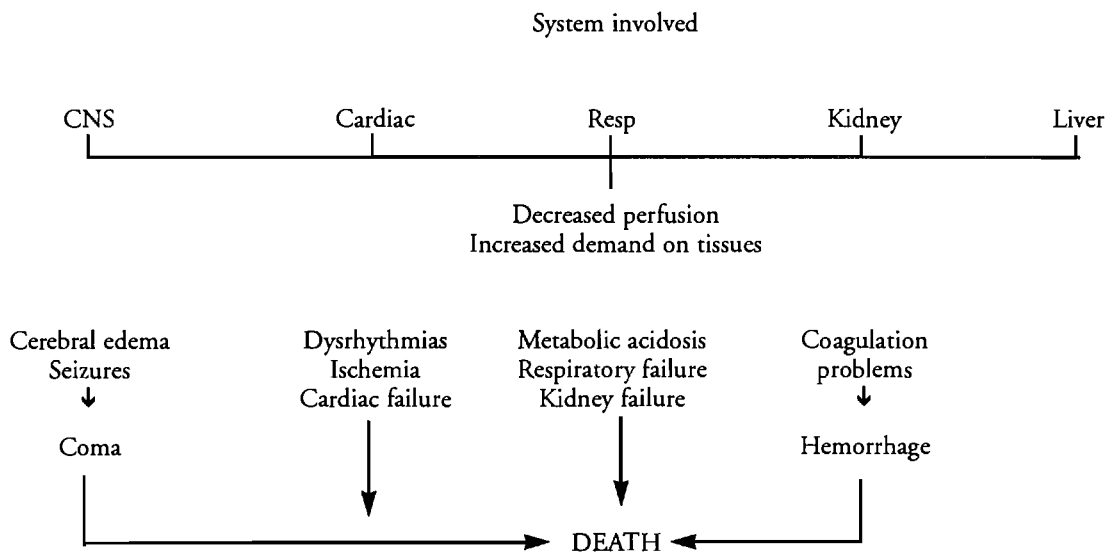 System involved
CNS Cardiac Resp Kidney Liver
Decreased perfusion
Increased demand on tissues
Cerebral edema
Seizures
Coma
Dysrhythmias
Ischemia
Cardiac failure
Metabolic acidosis
Respiratory failure
Kidney failure
Coagulation
problems
Hemorrhage
DEATH